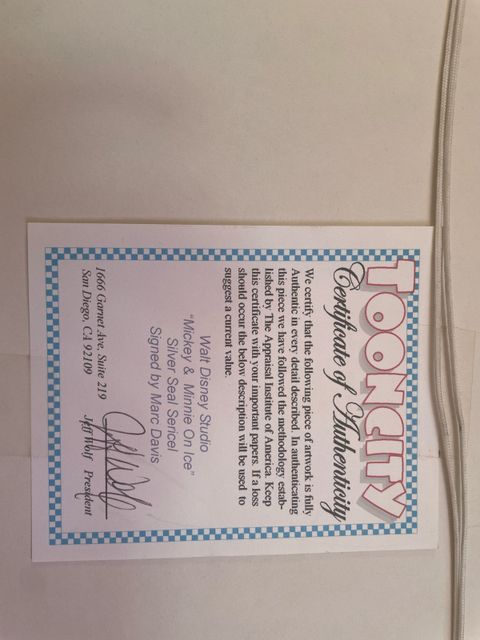 TOONCITY
Certificate of Authenticity
We certify that the following piece of artwork is fully
Authentic in every detail described. In authenticating
this piece we have followed the methodology estab-
lished by The Appraisal Institute of America. Keep
this certificate with your important papers. If a loss
should occur the below description will be used to
suggest a current value.
Walt Disney Studio
"Mickey & Minnie On Ice"
Silver Seal Sericel
Signed by Marc Davis
1666 Garnet Ave, Suite 219
San Diego, CA 92109
Jeff Wolf President